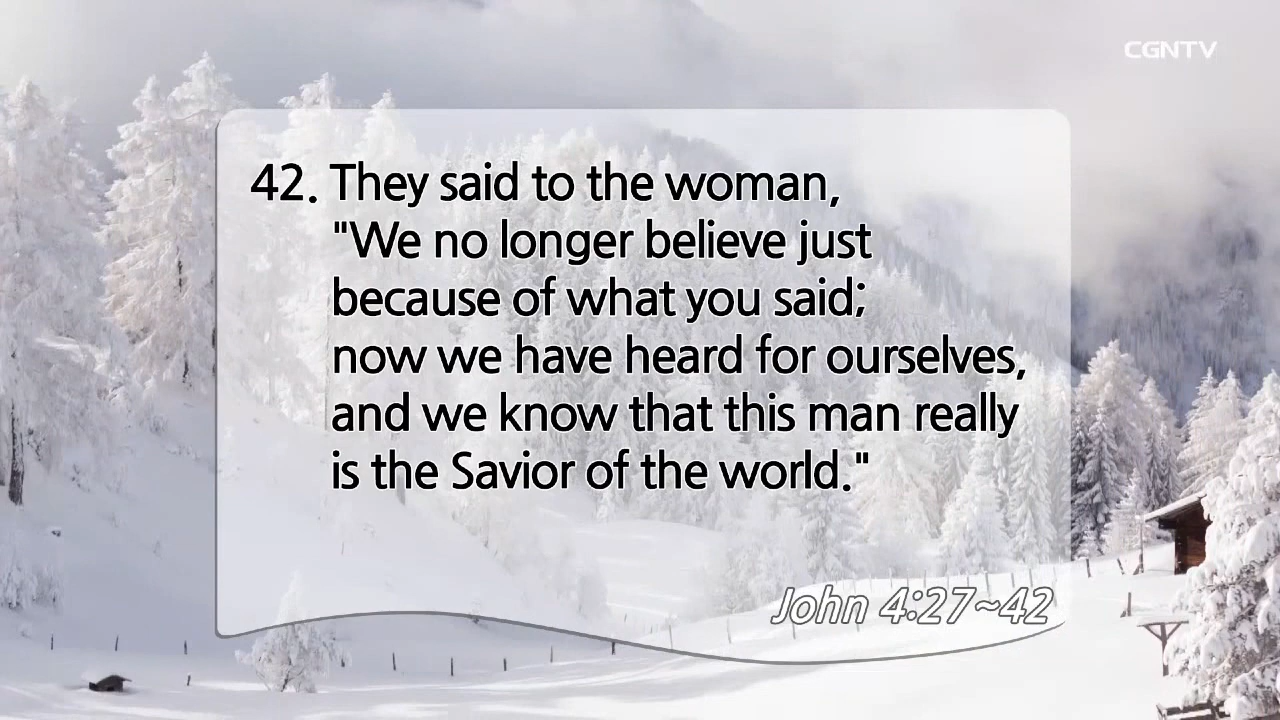 CGNTV
42. They said to the woman,
"We no longer believe just
because of what you said;
now we have heard for ourselves,
and we know that this man really
is the Savior of the world."
John 4:27~42